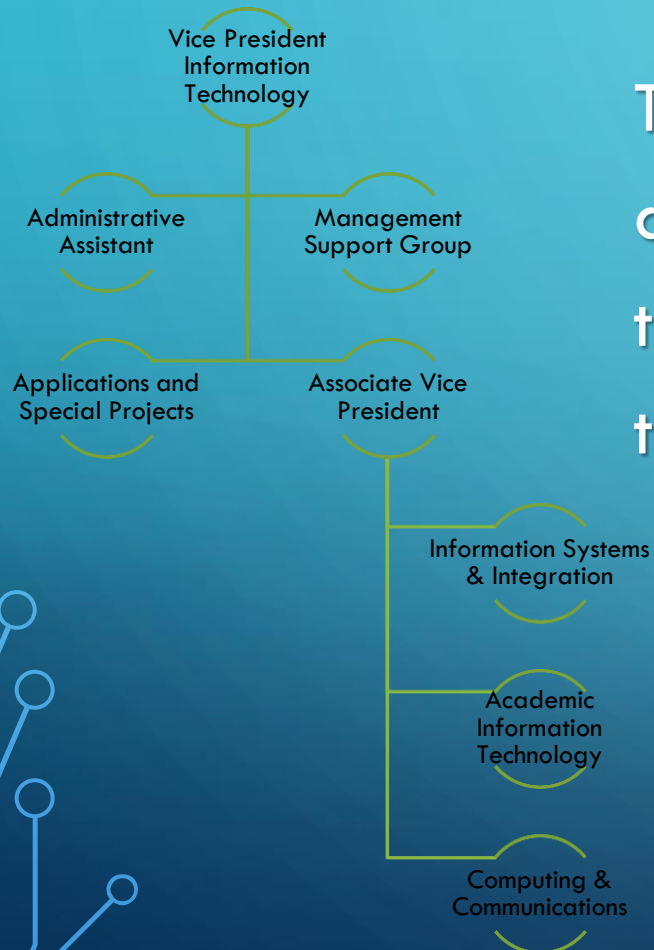 Vice President
Information
Technology
Administrative
Assistant
Management
Support Group
Applications and
Special Projects
Associate Vice
President
Information Systems
& Integration
Academic
Information
Technology
Computing &
Communications